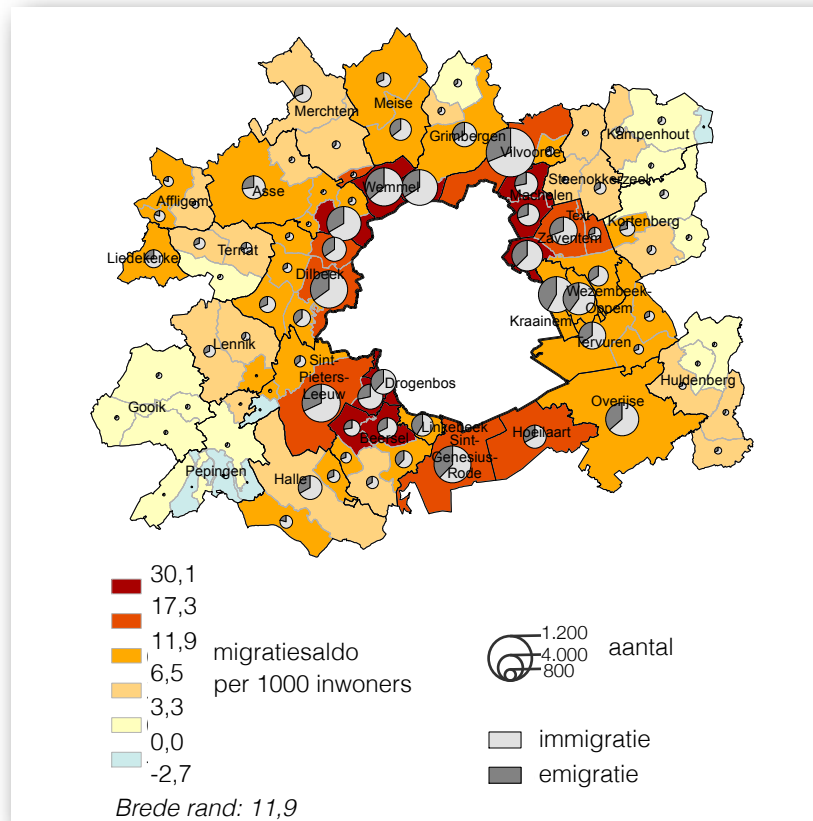 Merchtem
Meise
Grimbergen
Vilvoorde
Kampenhout
Steenokkerzeel
Machelen
Wemmel
Asse
Affligem
Liedekerke
Ternat
Text
Zaventem
Kortenberg
Dilbeek
Wezembeek-
Oppem
Kraainem
Tervuren
Lennik
Sint-
Pieters-
Leeuw
Drogenbos
Huldenberg
Gooik
Beersel
Linkebeek
Sint-
Genesius-
Rode
Hoeilaart
Overijse
Pepingen
Halle
30,1
17,3
11,9
6,5
3,3
0,0
-2,7
migratiesaldo
per 1000 inwoners
1.200
4.000
800
aantal
immigratie
emigratie
Brede rand: 11,9